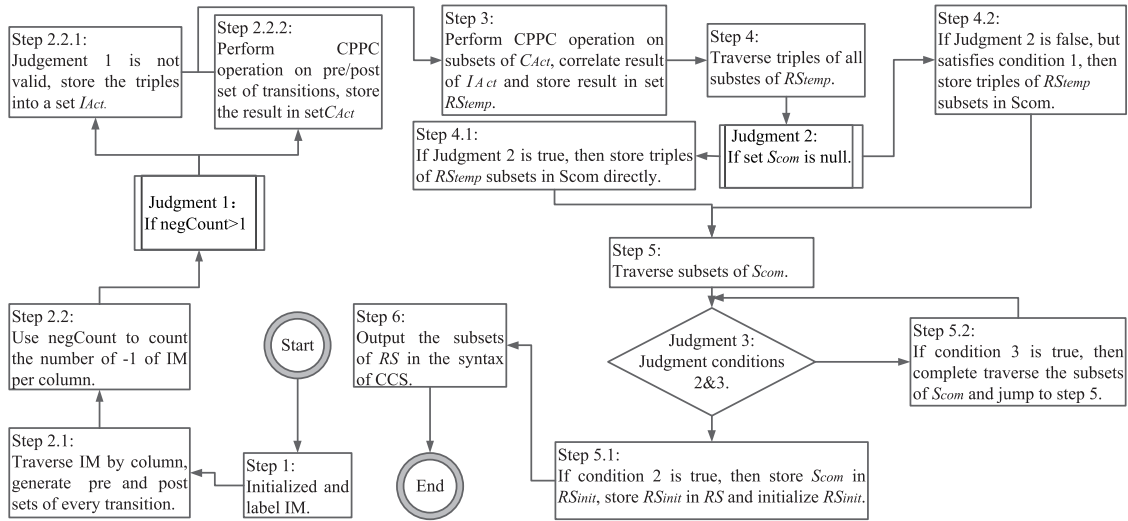 Start
Step 1:
Initialized and
label IM.
Step 2.1:
Traverse IM by column,
generate pre and post
sets of every transition.
Step 2.2:
Use negCount to count
the number of -1 of IM
per column.
Judgment 1:
If negCount>1
Step 2.2.1:
Judgement 1 is not
valid, store the triples
into a set IAct.
Step 2.2.2:
Perform CPPC
operation on pre/post
set of transitions, store
the result in setCAct
Step 3:
Perform CPPC operation on
subsets of CAct, correlate result
of IAct and store result in set
RStemp.
Step 4:
Traverse triples of all
substes of RStemp.
Judgment 2:
If set Scom is null.
Step 4.1:
If Judgment 2 is true, then store triples
of RStemp subsets in Scom directly.
Step 4.2:
If Judgment 2 is false, but
satisfies condition 1, then
store triples of RStemp
subsets in Scom.
Step 5:
Traverse subsets of Scom.
Judgment 3:
Judgment conditions
2&3.
Step 5.2:
If condition 3 is true, then
complete traverse the subsets
of Scom and jump to step 5.
Step 5.1:
If condition 2 is true, then store Scom in
RSinit, store RSinit in RS and initialize RSinit.
Step 6:
Output the subsets
of RS in the syntax
of CCS.
End